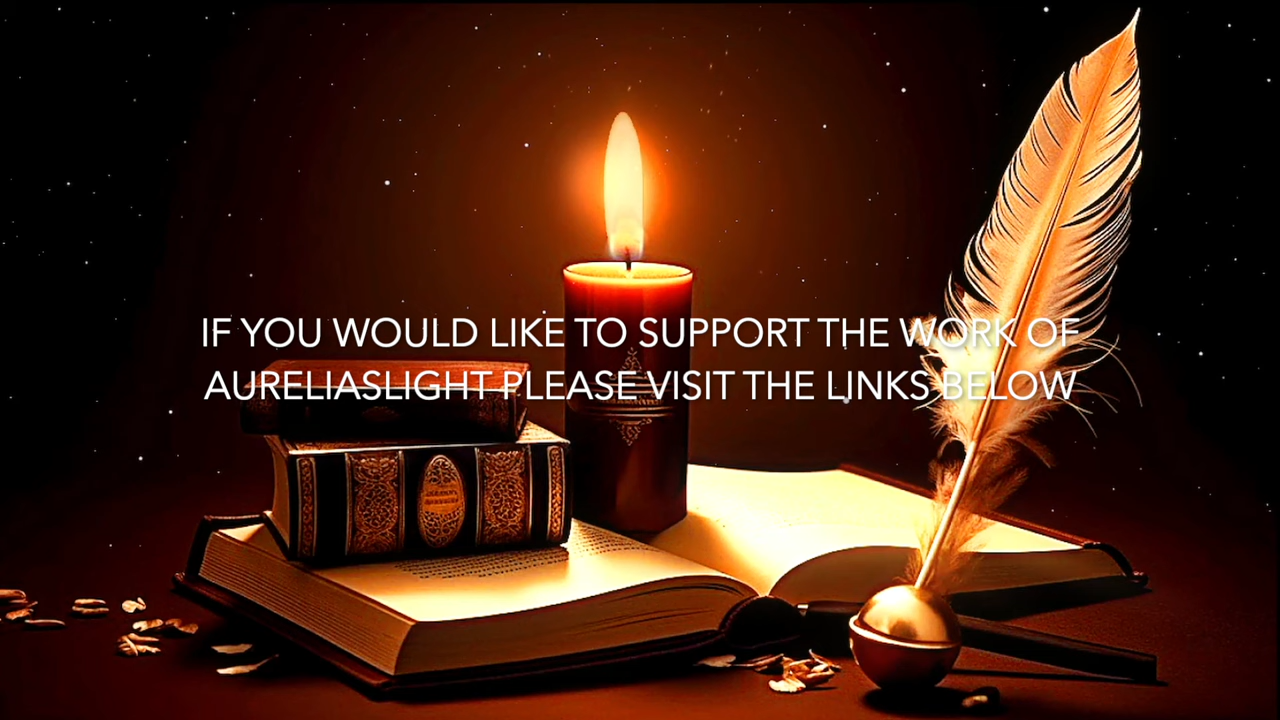 IF YOU WOULD LIKE TO SUPPORT THE WORK OF
AURELIASLIGHT PLEASE VISIT THE LINKS BELOW